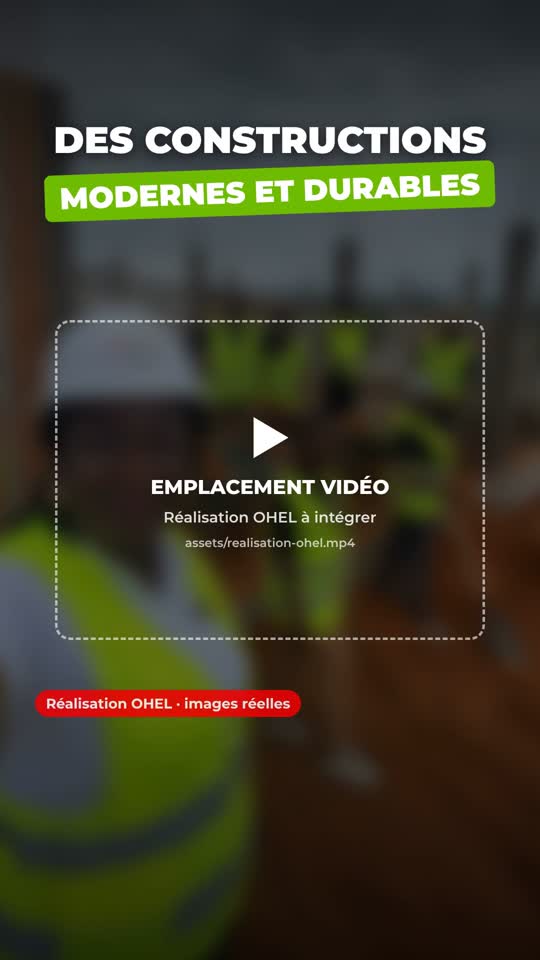 DES CONSTRUCTIONS
MODERNES ET DURABLES
EMPLACEMENT VIDÉO
Réalisation OHEL à intégrer
assets/realisation-ohel.mp4
Réalisation OHEL · images réelles